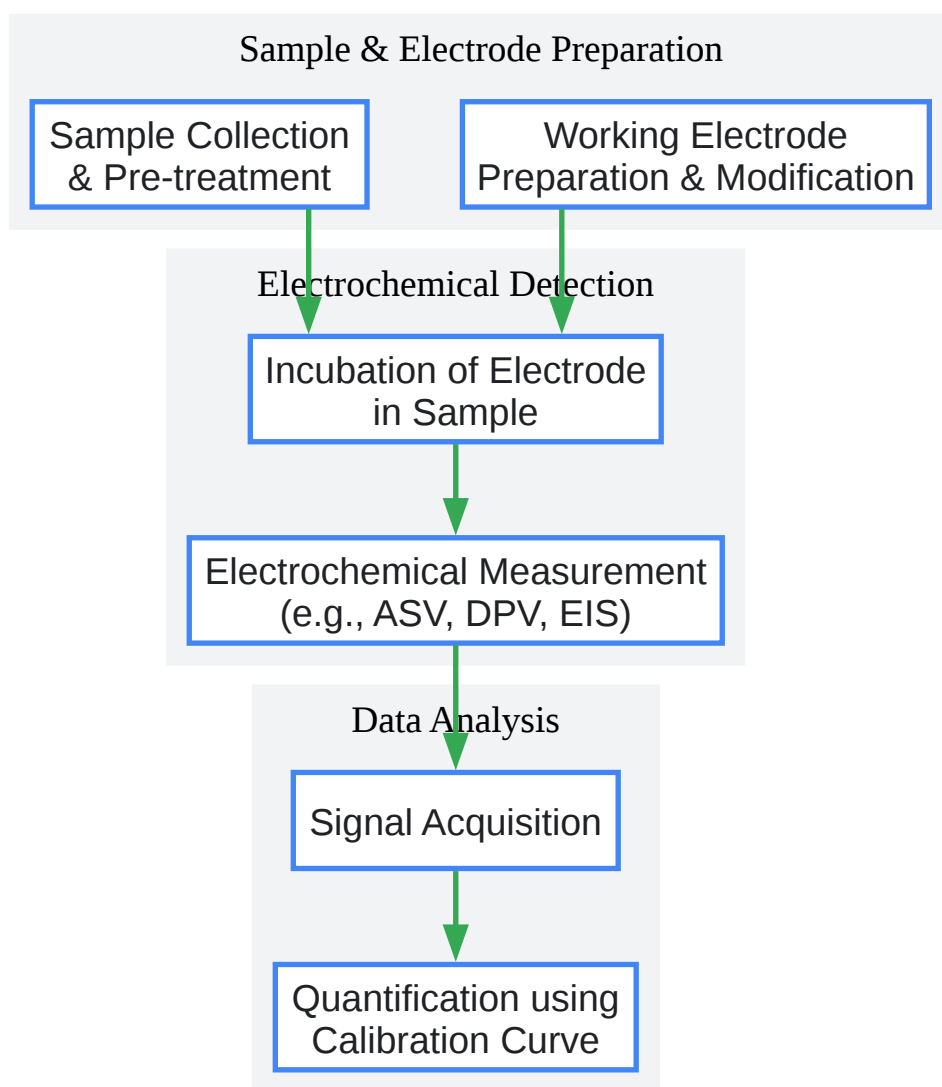 Sample & Electrode Preparation
Sample Collection
& Pre-treatment
Working Electrode
Preparation & Modification
Electrochemical Detection
Incubation of Electrode
in Sample
Electrochemical Measurement
(e.g., ASV, DPV, EIS)
Data Analysis
Signal Acquisition
Quantification using
Calibration Curve